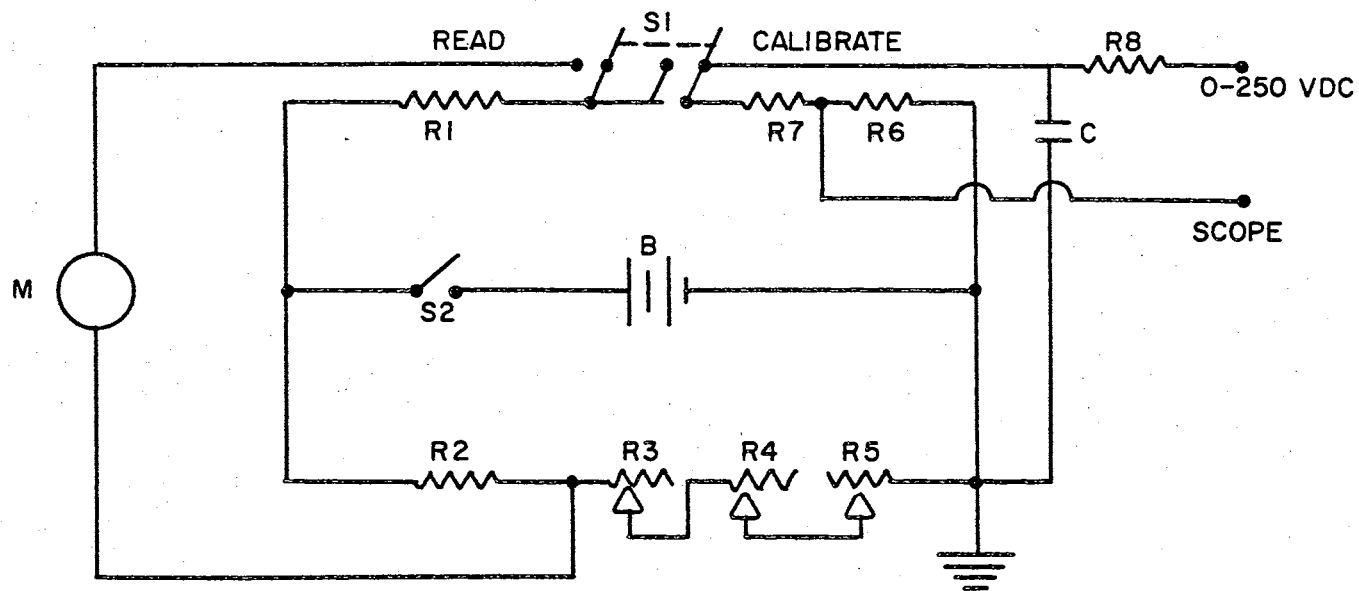 S1
READ
CALIBRATE
R8
0-250 VDC
R1
R7
R6
C
SCOPE
B
M
S2
R2
R3
R4
R5